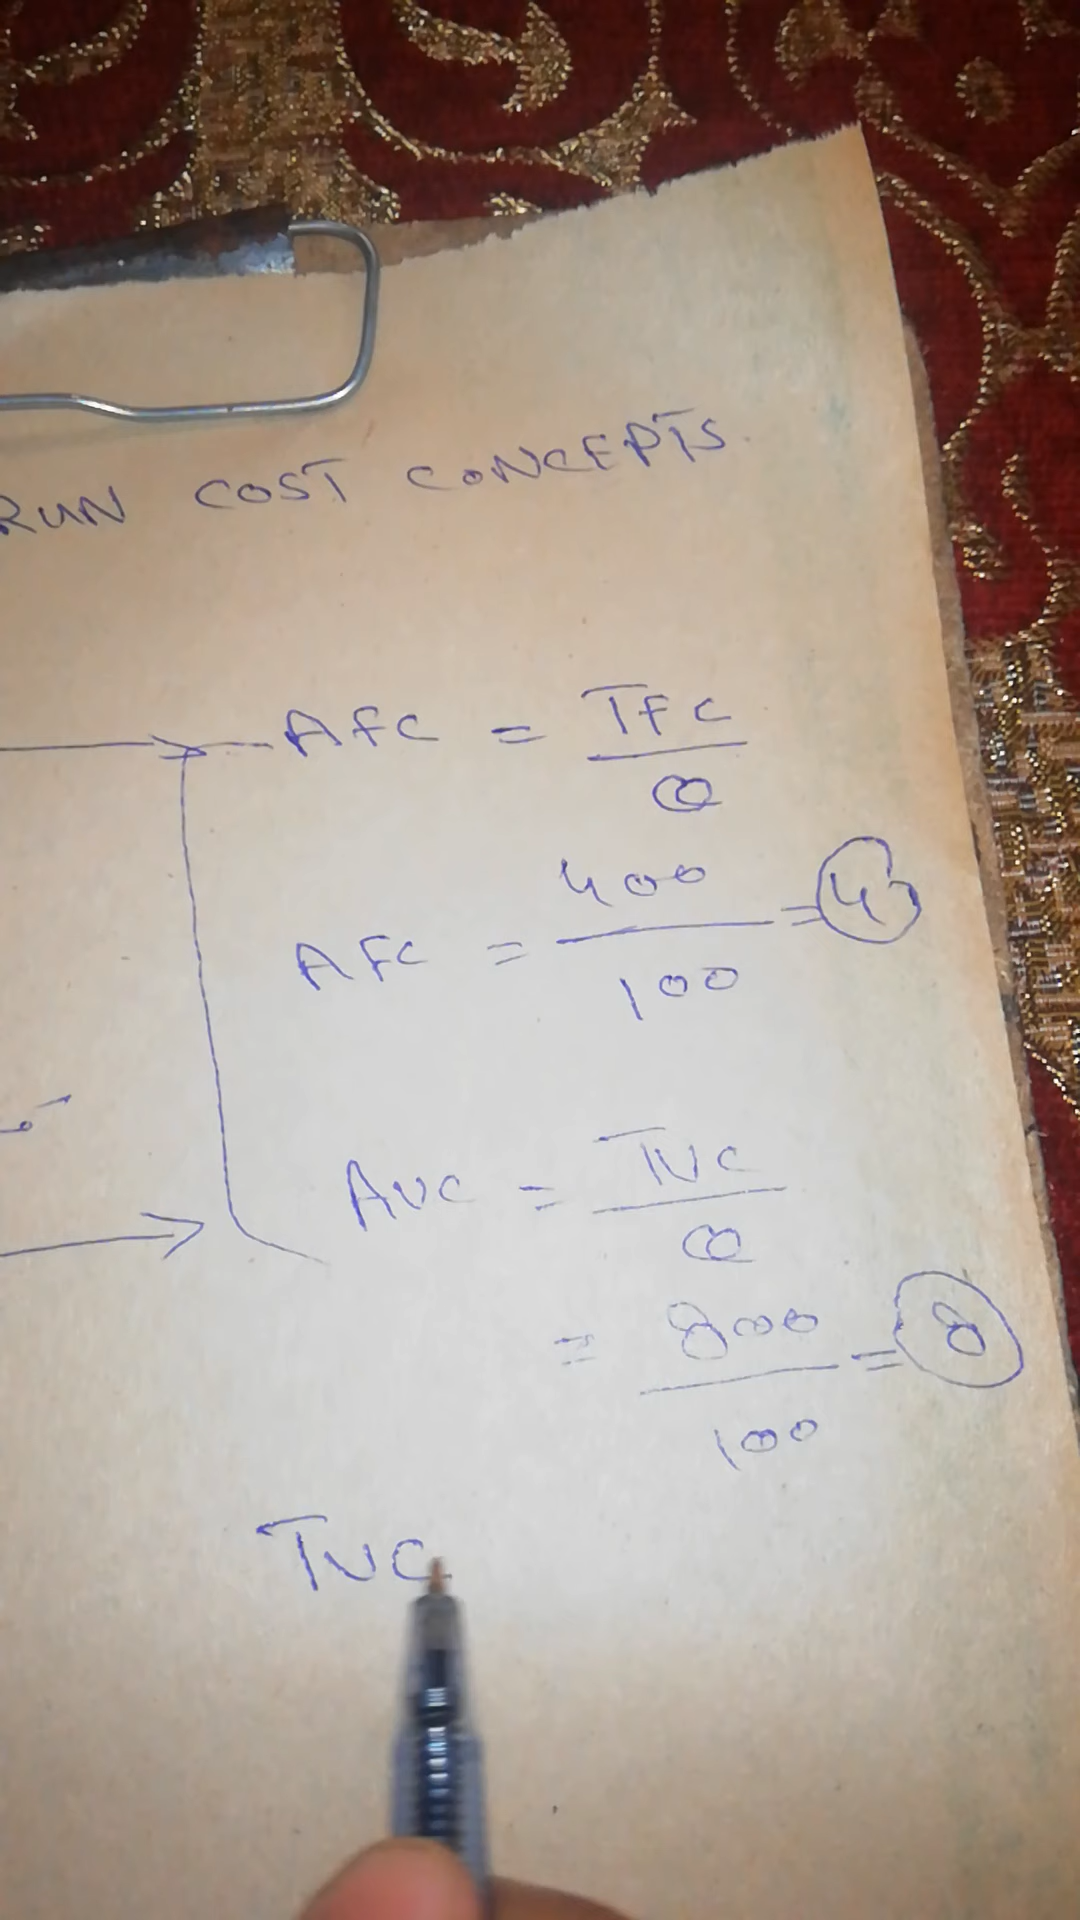 RUN COST CONCEPTS
AFC = TFC
Q
AFC = 400 = 4
100
AVC = TVC
Q
= 800 = 8
100
TVC